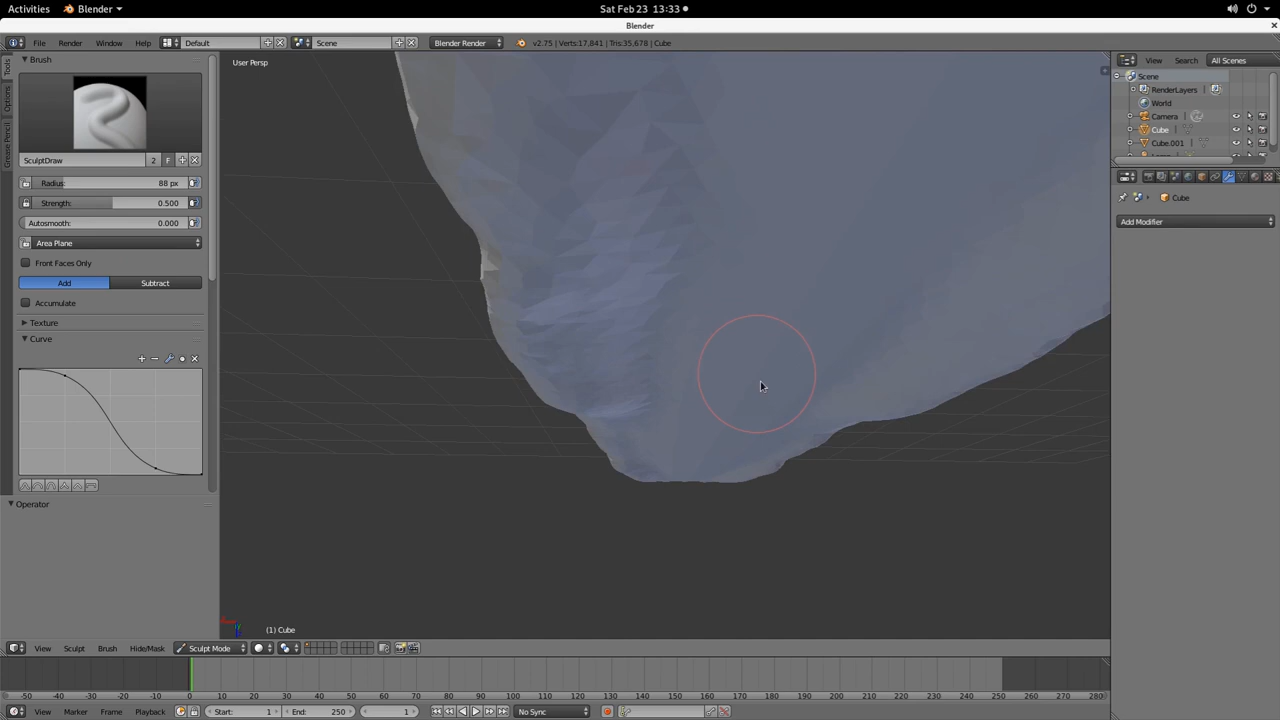 Activities Blender Sat Feb 23 13:33
Blender
File Render Window Help Default Scene Blender Render v2.75 | Verts:17,841 | Tris:35,678 | Cube
View Search All Scenes
Brush
User Persp
Scene
RenderLayers
World
Camera
Cube
Cube.001
Tools
Options
Grease Pencil
SculptDraw 2 F
Radius: 88 px
Strength: 0.500
Autosmooth: 0.000
Area Plane
Front Faces Only
Add Subtract
Accumulate
Texture
Curve
Operator
Cube
Add Modifier
(1) Cube
View Sculpt Brush Hide/Mask Sculpt Mode
-50 -40 -30 -20 -10 0 10 20 30 40 50 60 70 80 90 100 110 120 130 140 150 160 170 180 190 200 210 220 230 240 250 260 270 280
View Marker Frame Playback Start: 1 End: 250 1 No Sync